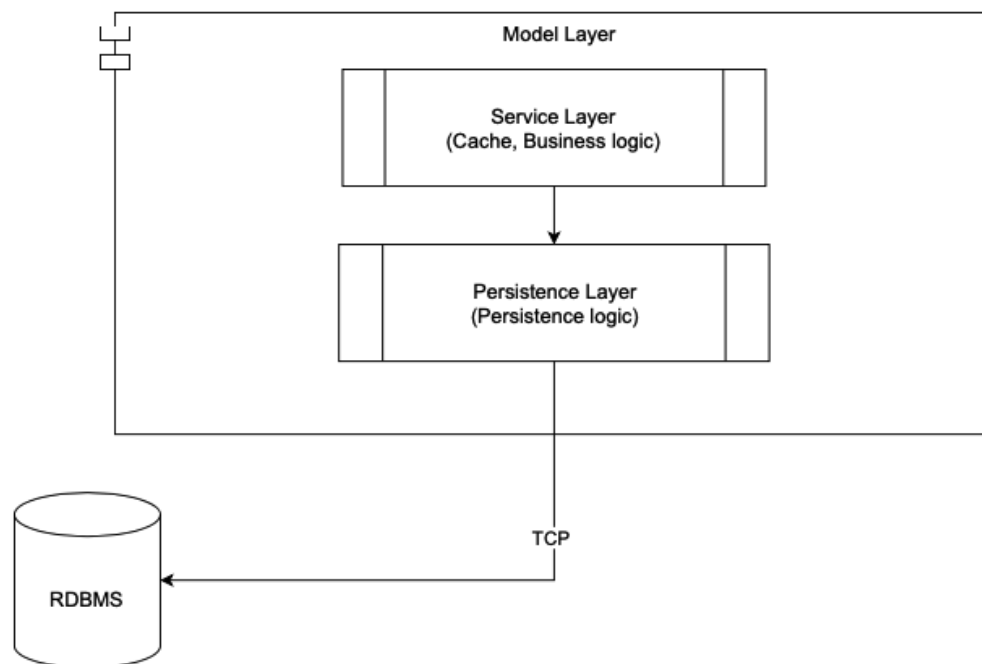 Model Layer
Service Layer
(Cache, Business logic)
Persistence Layer
(Persistence logic)
TCP
RDBMS